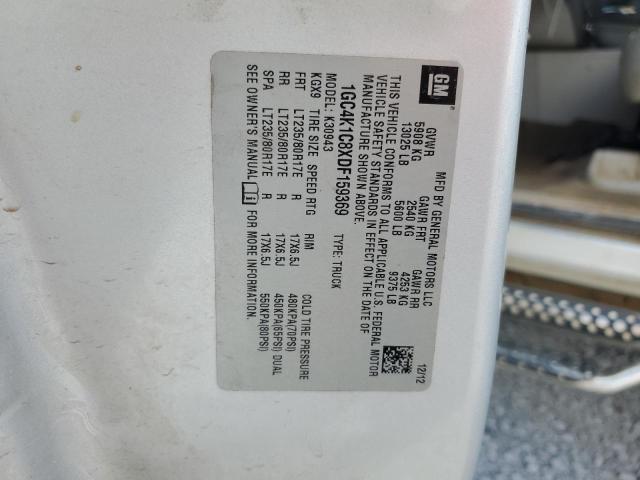 GM
MFD BY GENERAL MOTORS LLC 12/12
GVWR GAWR FRT GAWR RR
5908 KG 2540 KG 4253 KG
13025 LB 5600 LB 9375 LB
THIS VEHICLE CONFORMS TO ALL APPLICABLE U.S. FEDERAL MOTOR
VEHICLE SAFETY STANDARDS IN EFFECT ON THE DATE OF
MANUFACTURE SHOWN ABOVE.
1GC4K1C8XDF159369 TYPE: TRUCK
MODEL: K30943
KGX9 TIRE SIZE SPEED RTG RIM COLD TIRE PRESSURE
FRT LT235/80R17E R 17X6.5J 480KPA(70PSI)
RR LT235/80R17E R 17X6.5J 450KPA(65PSI) DUAL
SPA LT235/80R17E R 17X6.5J 550KPA(80PSI)
SEE OWNER'S MANUAL i FOR MORE INFORMATION.